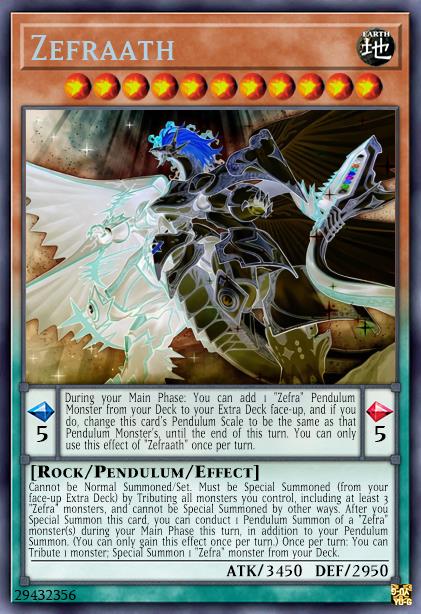 ZEFRAATH
EARTH
地
During your Main Phase: You can add 1 "Zefra" Pendulum
Monster from your Deck to your Extra Deck face-up, and if you
do, change this card's Pendulum Scale to be the same as that
Pendulum Monster's, until the end of this turn. You can only
use this effect of "Zefraath" once per turn.
5
5
[ROCK/PENDULUM/EFFECT]
Cannot be Normal Summoned/Set. Must be Special Summoned (from your
face-up Extra Deck) by Tributing all monsters you control, including at least 3
"Zefra" monsters, and cannot be Special Summoned by other ways. After you
Special Summon this card, you can conduct 1 Pendulum Summon of a "Zefra"
monster(s) during your Main Phase this turn, in addition to your Pendulum
Summon. (You can only gain this effect once per turn.) Once per turn: You can
Tribute 1 monster; Special Summon 1 "Zefra" monster from your Deck.
ATK/3450 DEF/2950
29432356